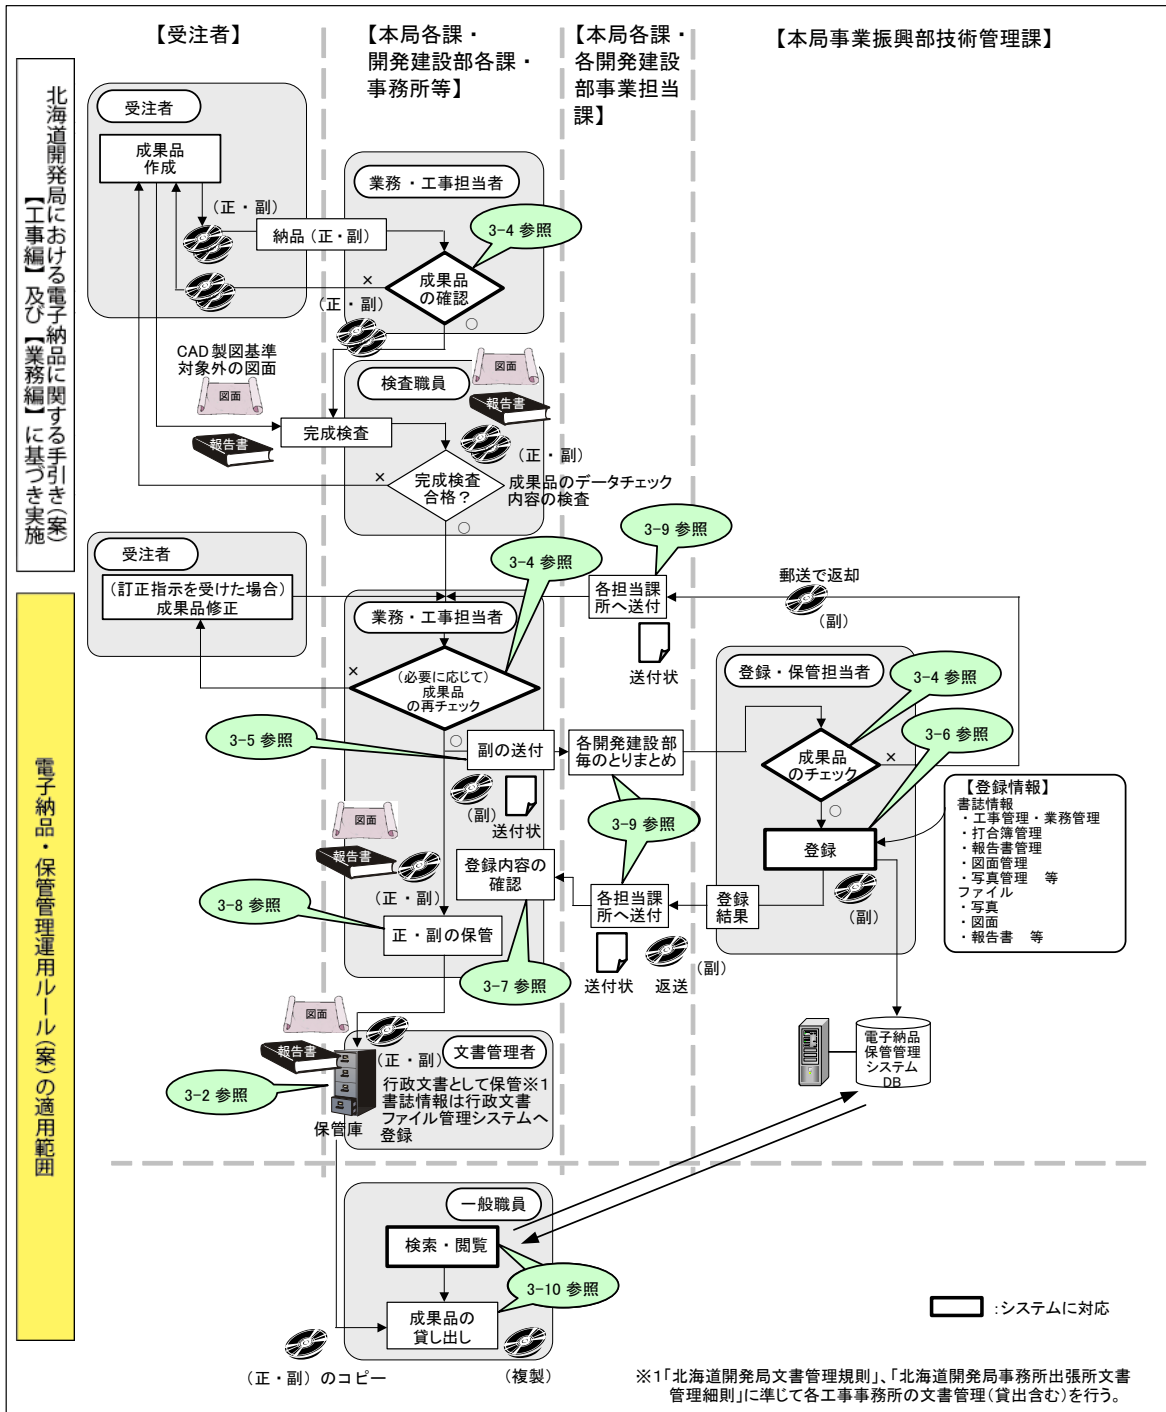 【受注者】
【本局各課・
開発建設部各課・
事務所等】
【本局各課・
各開発建設
部事業担当
課】
【本局事業振興部技術管理課】
北海道開発局における電子納品に関する手引き（案）
【工事編】及び【業務編】に基づき実施
受注者
成果品
作成
（正・副）
納品（正・副）
業務・工事担当者
3-4 参照
成果品
の確認
×
（正・副）
○
CAD製図基準
対象外の図面
図面
報告書
検査職員
図面
報告書
完成検査
（正・副）
×
完成検査
合格？
成果品のデータチェック
内容の検査
○
電子納品・保管管理運用ルール（案）の適用範囲
受注者
（訂正指示を受けた場合）
成果品修正
3-4 参照
3-9 参照
各担当課
所へ送付
郵送で返却
（副）
送付状
業務・工事担当者
×
（必要に応じて）
成果品
の再チェック
○
3-5 参照
副の送付
（副）
送付状
各開発建設部
毎のとりまとめ
登録・保管担当者
3-4 参照
3-6 参照
成果品
のチェック
×
○
登録
（副）
【登録情報】
書誌情報
・工事管理・業務管理
・打合簿管理
・報告書管理
・図面管理
・写真管理　等
ファイル
・写真
・図面
・報告書　等
図面
報告書
（正・副）
3-9 参照
登録内容の
確認
各担当課
所へ送付
登録
結果
3-8 参照
正・副の保管
3-7 参照
送付状
返送
（副）
図面
報告書
（正・副）
文書管理者
3-2 参照
保管庫
行政文書として保管※1
書誌情報は行政文書
ファイル管理システムへ
登録
電子納品
保管管理
システム
DB
一般職員
検索・閲覧
3-10 参照
成果品の
貸し出し
（正・副）のコピー
（複製）
：システムに対応
※1「北海道開発局文書管理規則」、「北海道開発局事務所出張所文書
管理細則」に準じて各工事事務所の文書管理（貸出含む）を行う。